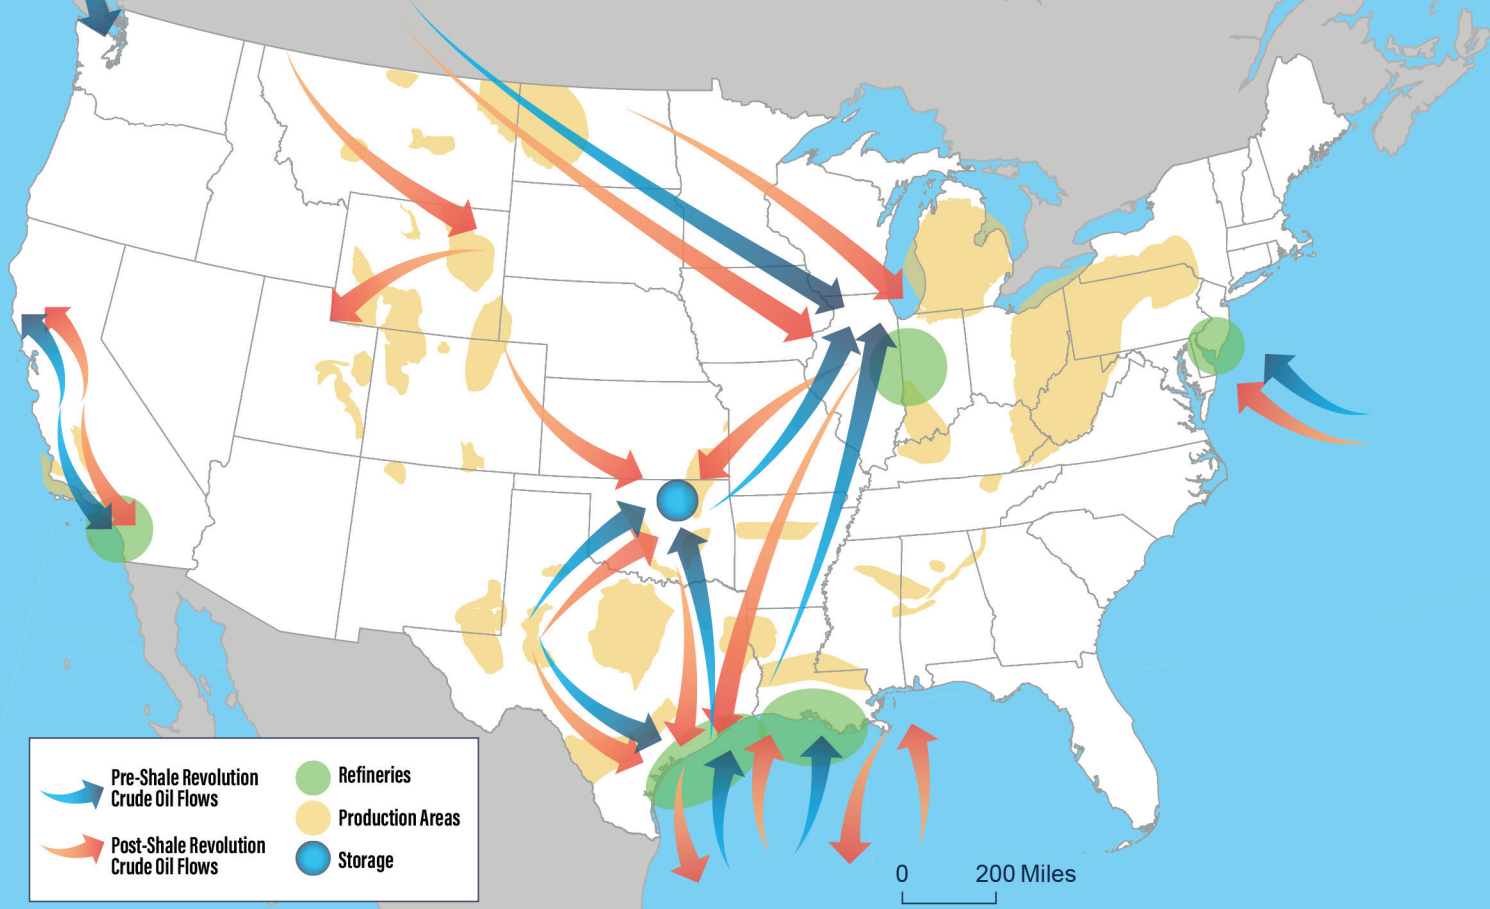 Pre-Shale Revolution
Crude Oil Flows
Post-Shale Revolution
Crude Oil Flows
Refineries
Production Areas
Storage
0 200 Miles